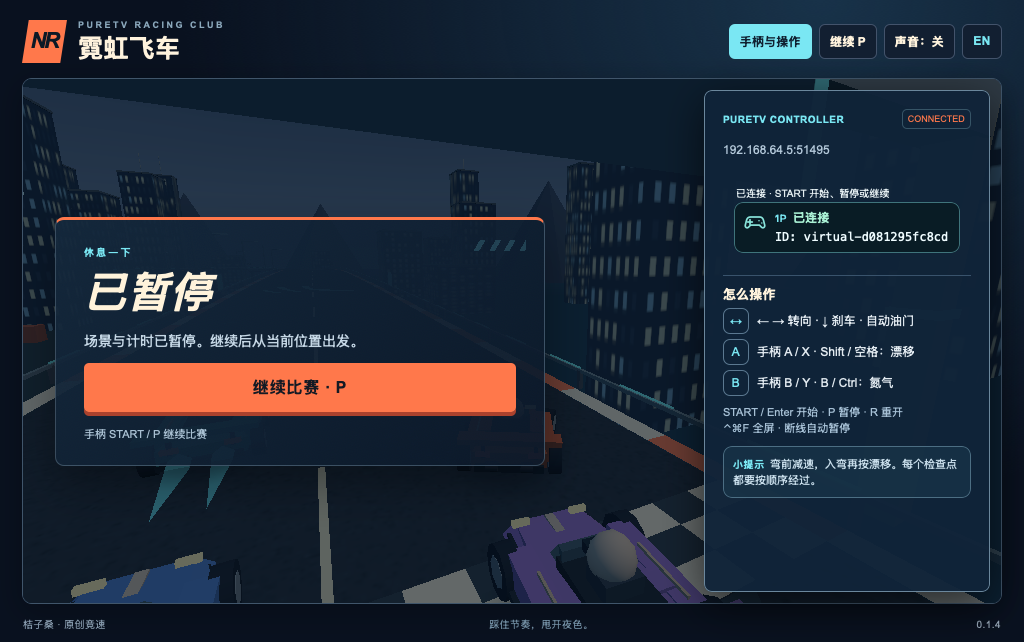 NR
PURETV RACING CLUB
霓虹飞车
手柄与操作
继续 P
声音：关
EN
PURETV CONTROLLER
CONNECTED
192.168.64.5:51495
已连接 · START 开始、暂停或继续
1P 已连接
ID: virtual-d081295fc8cd
休息一下
已暂停
场景与计时已暂停。继续后从当前位置出发。
继续比赛 · P
手柄 START / P 继续比赛
怎么操作
↔ ← → 转向 · ↓ 刹车 · 自动油门
A 手柄 A / X · Shift / 空格：漂移
B 手柄 B / Y · B / Ctrl：氮气
START / Enter 开始 · P 暂停 · R 重开
^⌘F 全屏 · 断线自动暂停
小提示 弯前减速，入弯再按漂移。每个检查点
都要按顺序经过。
桔子桑 · 原创竞速
踩住节奏，甩开夜色。
0.1.4